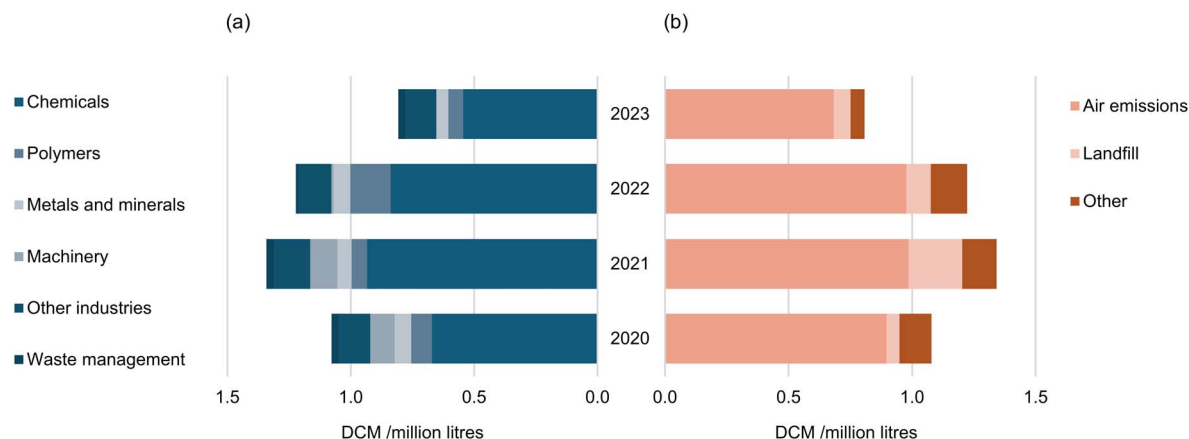 (a)
(b)
Chemicals
Polymers
Metals and minerals
Machinery
Other industries
Waste management
2023
2022
2021
2020
Air emissions
Landfill
Other
1.5 1.0 0.5 0.0
0.0 0.5 1.0 1.5
DCM /million litres
DCM /million litres